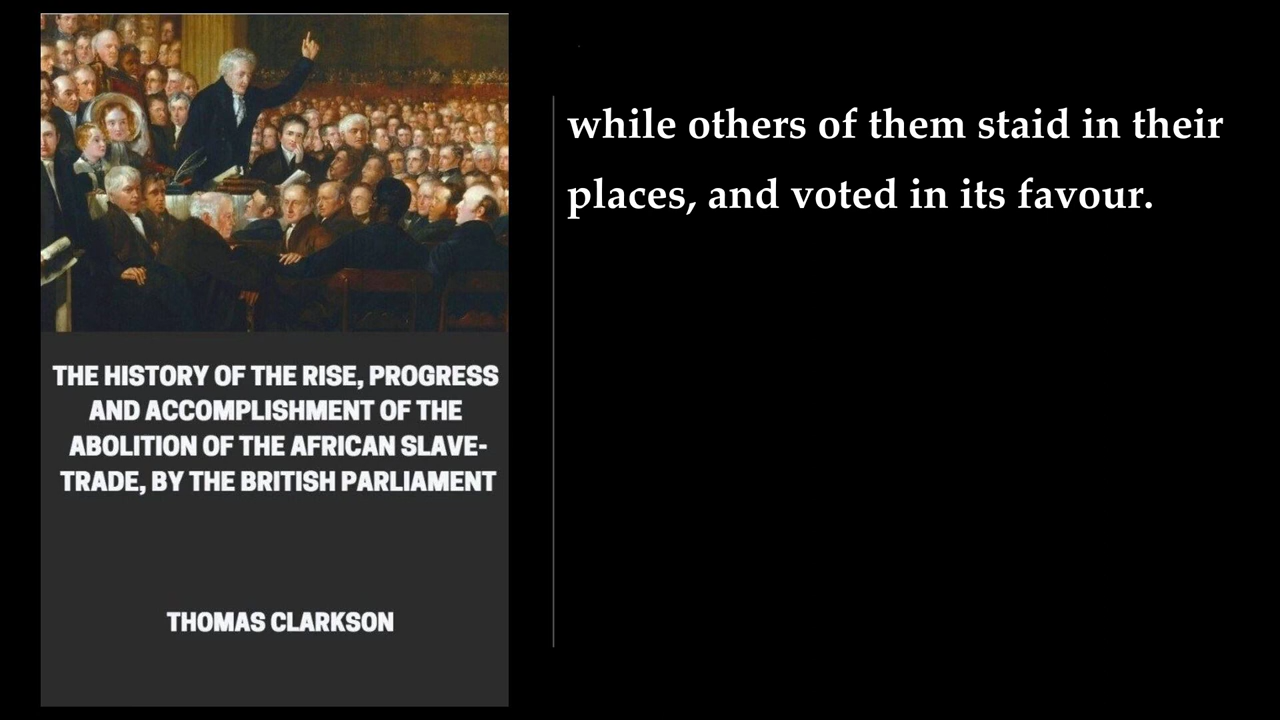 THE HISTORY OF THE RISE, PROGRESS
AND ACCOMPLISHMENT OF THE
ABOLITION OF THE AFRICAN SLAVE-
TRADE, BY THE BRITISH PARLIAMENT
THOMAS CLARKSON
while others of them staid in their
places, and voted in its favour.